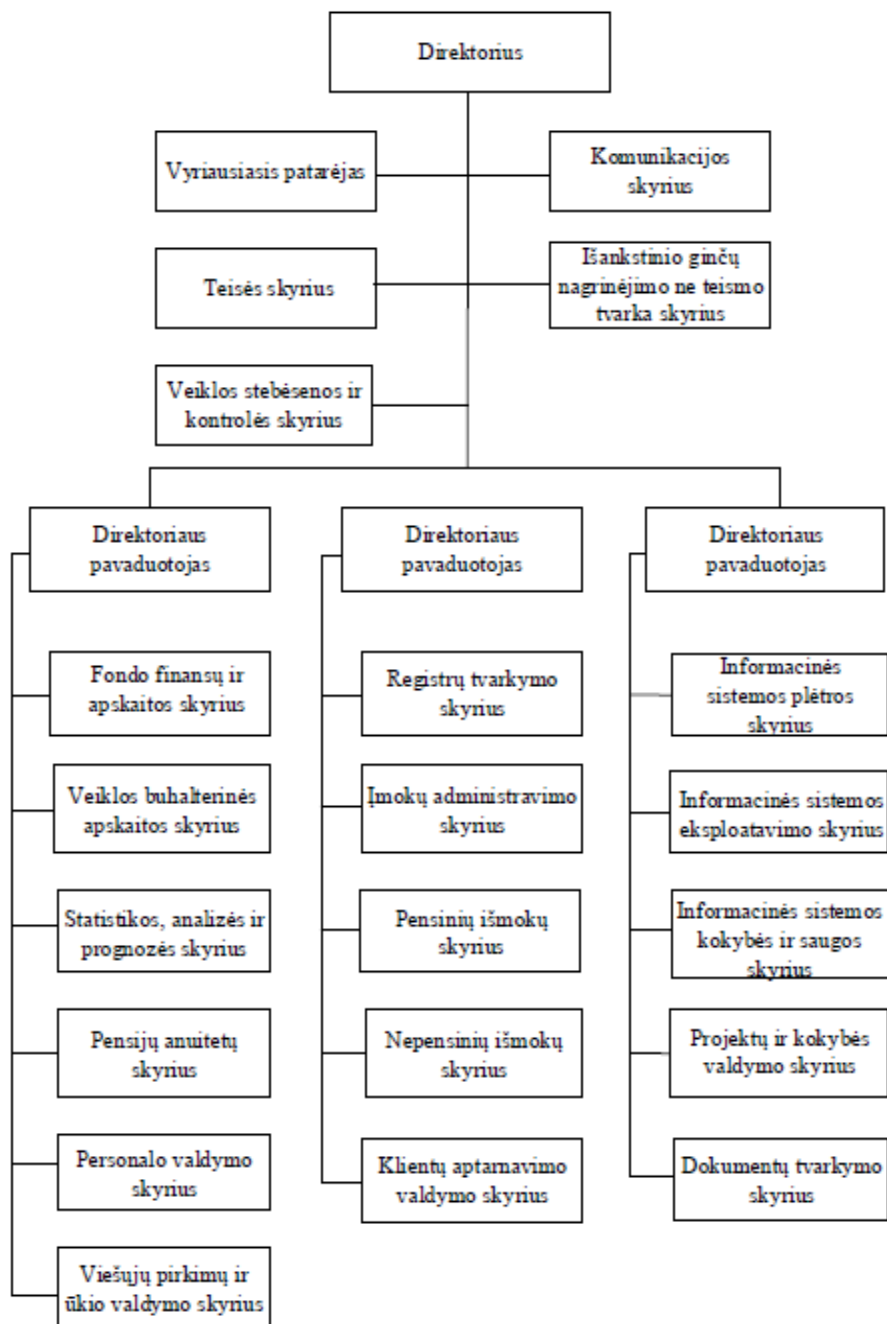 Direktorius
Vyriausiasis patarėjas
Komunikacijos
skyrius
Teisės skyrius
Išankstinio ginčų
nagrinėjimo ne teismo
tvarka skyrius
Veiklos stebėsenos ir
kontrolės skyrius
Direktoriaus
pavaduotojas
Fondo finansų ir
apskaitos skyrius
Veiklos buhalterinės
apskaitos skyrius
Statistikos, analizės ir
prognozės skyrius
Pensijų anuitetų
skyrius
Personalo valdymo
skyrius
Viešųjų pirkimų ir
ūkio valdymo skyrius
Direktoriaus
pavaduotojas
Registrų tvarkymo
skyrius
Įmokų administravimo
skyrius
Pensinių išmokų
skyrius
Nepensinių išmokų
skyrius
Klientų aptarnavimo
valdymo skyrius
Direktoriaus
pavaduotojas
Informacinės
sistemos plėtros
skyrius
Informacinės sistemos
eksploatavimo skyrius
Informacinės sistemos
kokybės ir saugos
skyrius
Projektų ir kokybės
valdymo skyrius
Dokumentų tvarkymo
skyrius